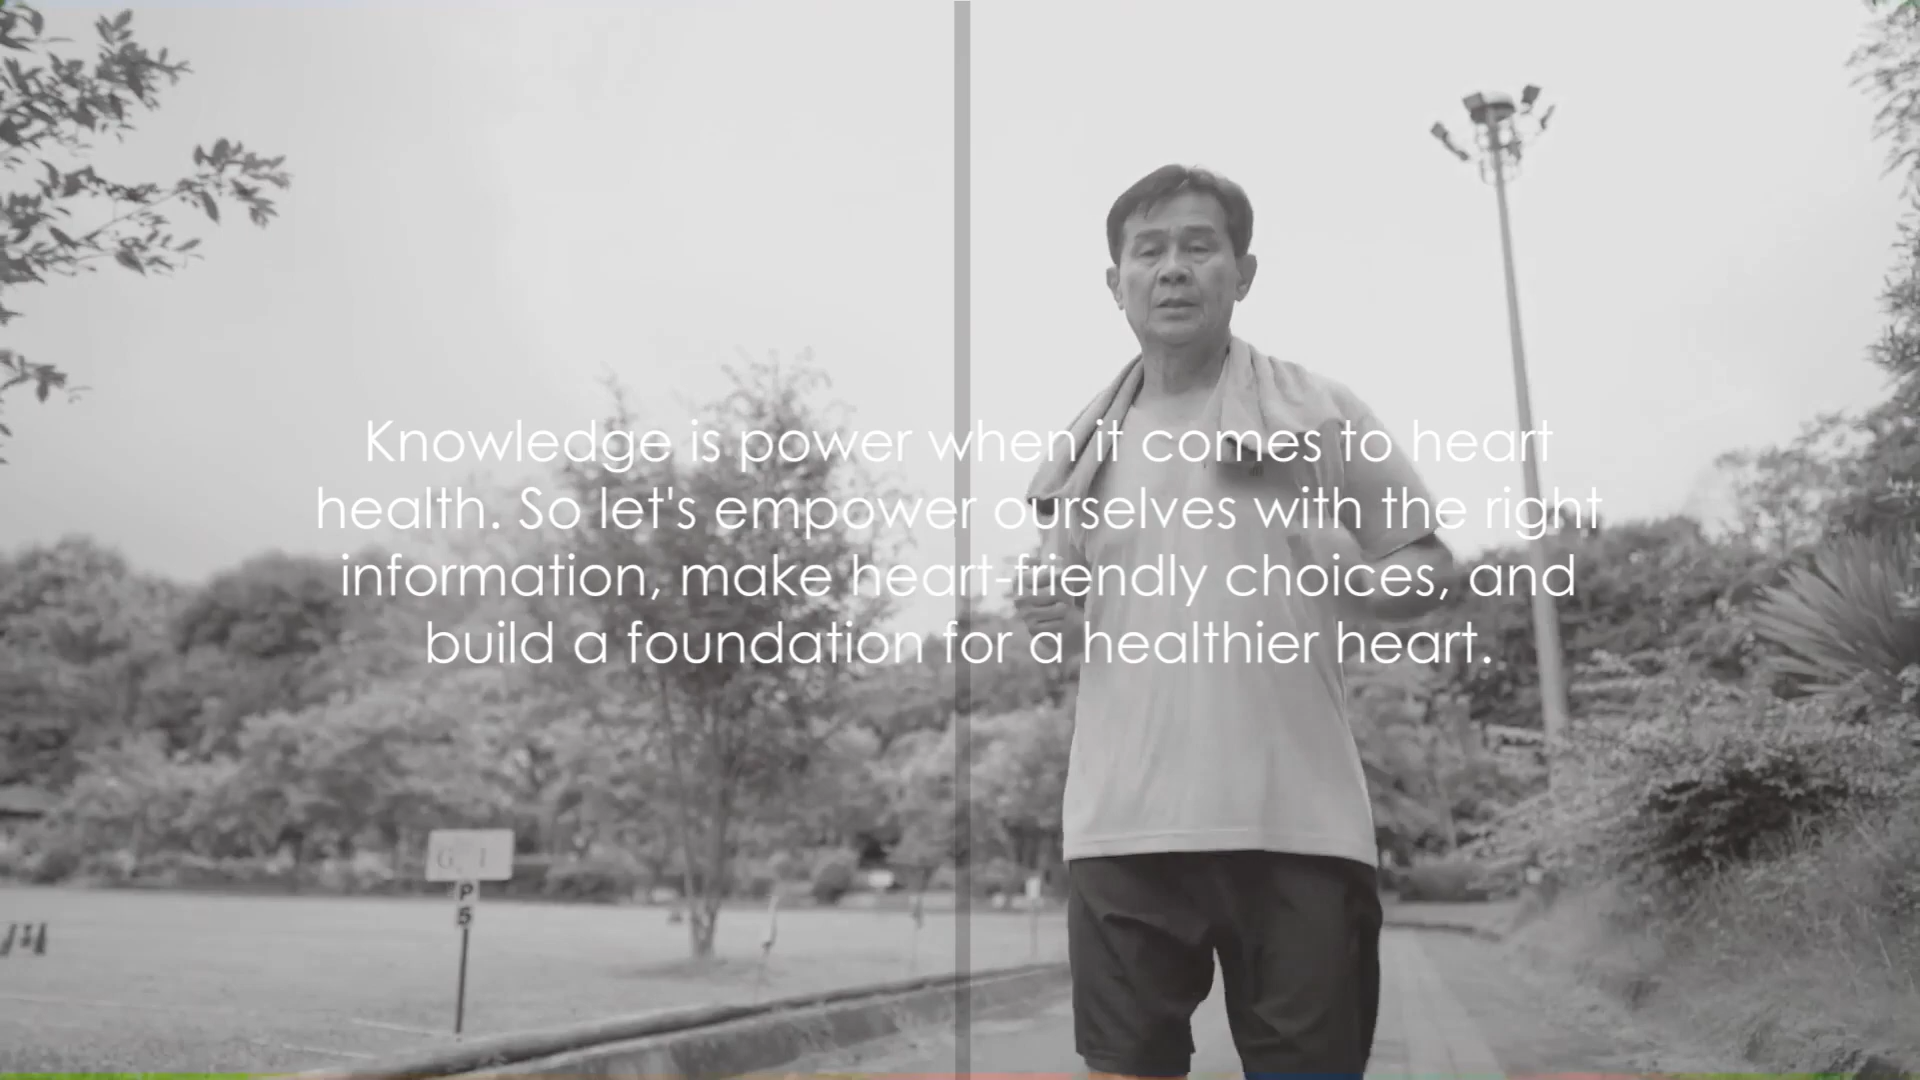 Knowledge is power when it comes to heart
health. So let's empower ourselves with the right
information, make heart-friendly choices, and
build a foundation for a healthier heart.
P
5